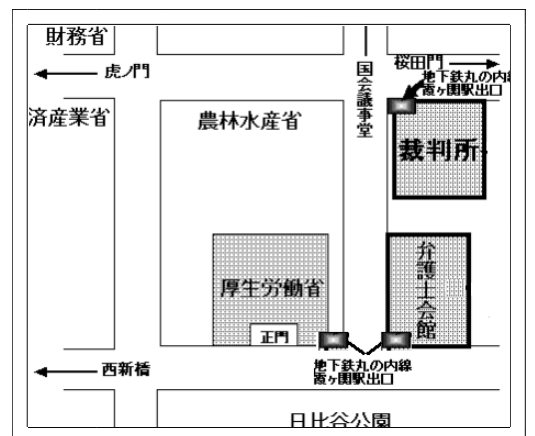 財務省
虎ノ門
桜田門
地下鉄丸の内線
霞ヶ関駅出口
国会議事堂
済産業省
農林水産省
裁判所
弁護士会館
厚生労働省
正門
地下鉄丸の内線
霞ヶ関駅出口
西新橋
日比谷公園